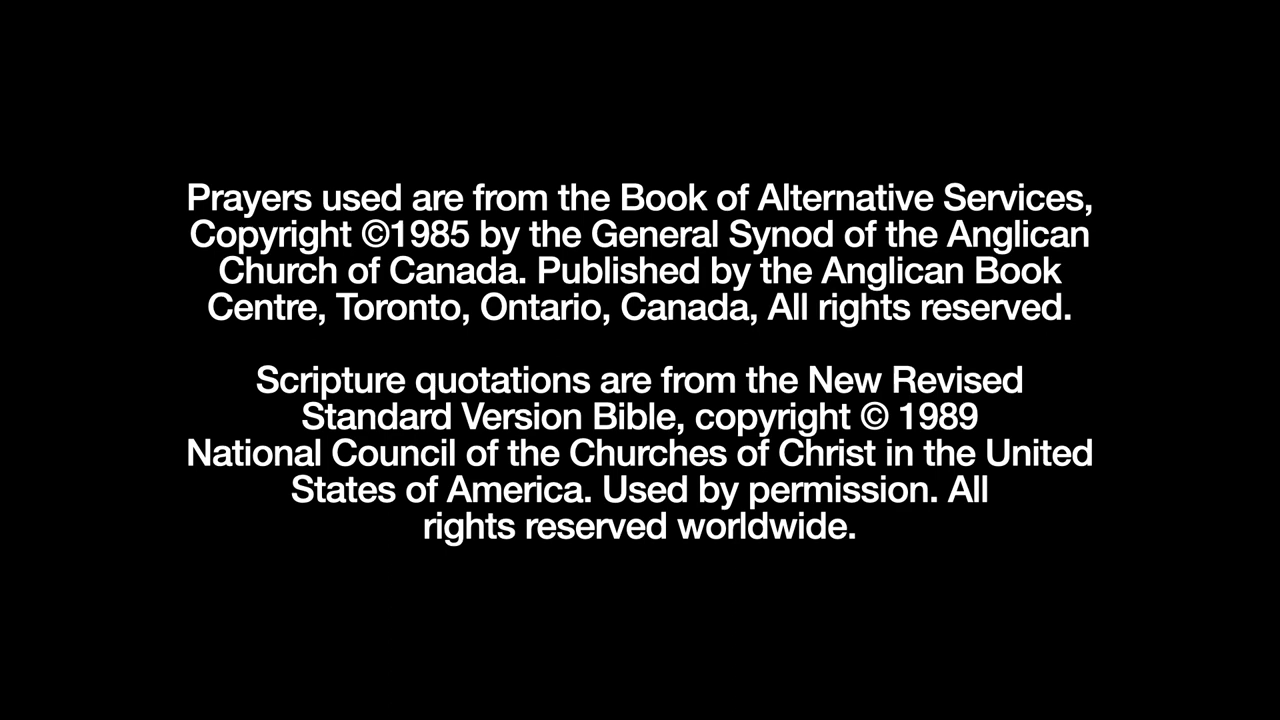 Prayers used are from the Book of Alternative Services,
Copyright ©1985 by the General Synod of the Anglican
Church of Canada. Published by the Anglican Book
Centre, Toronto, Ontario, Canada, All rights reserved.
Scripture quotations are from the New Revised
Standard Version Bible, copyright © 1989
National Council of the Churches of Christ in the United
States of America. Used by permission. All
rights reserved worldwide.